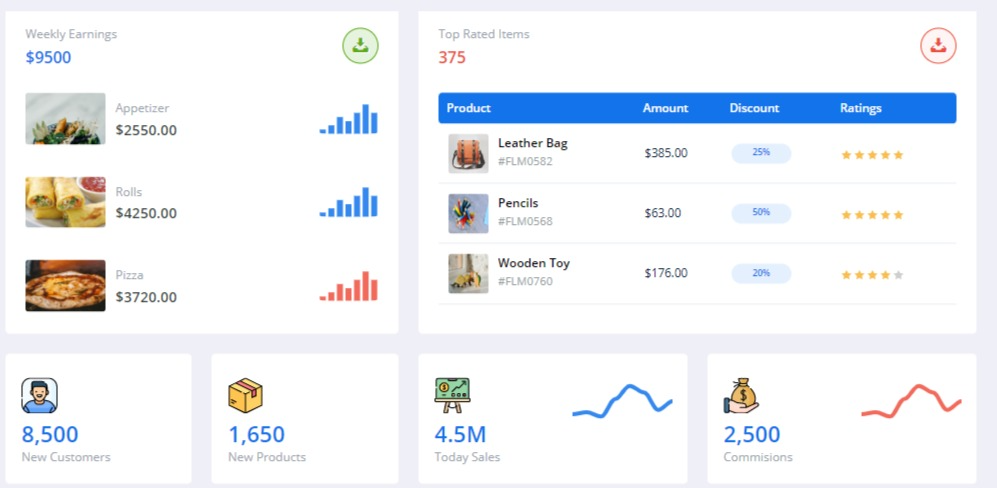 Weekly Earnings
$9500
Appetizer
$2550.00
Rolls
$4250.00
Pizza
$3720.00
Top Rated Items
375
Product Amount Discount Ratings
Leather Bag
#FLM0582
$385.00 25%
Pencils
#FLM0568
$63.00 50%
Wooden Toy
#FLM0760
$176.00 20%
8,500
New Customers
1,650
New Products
4.5M
Today Sales
2,500
Commisions